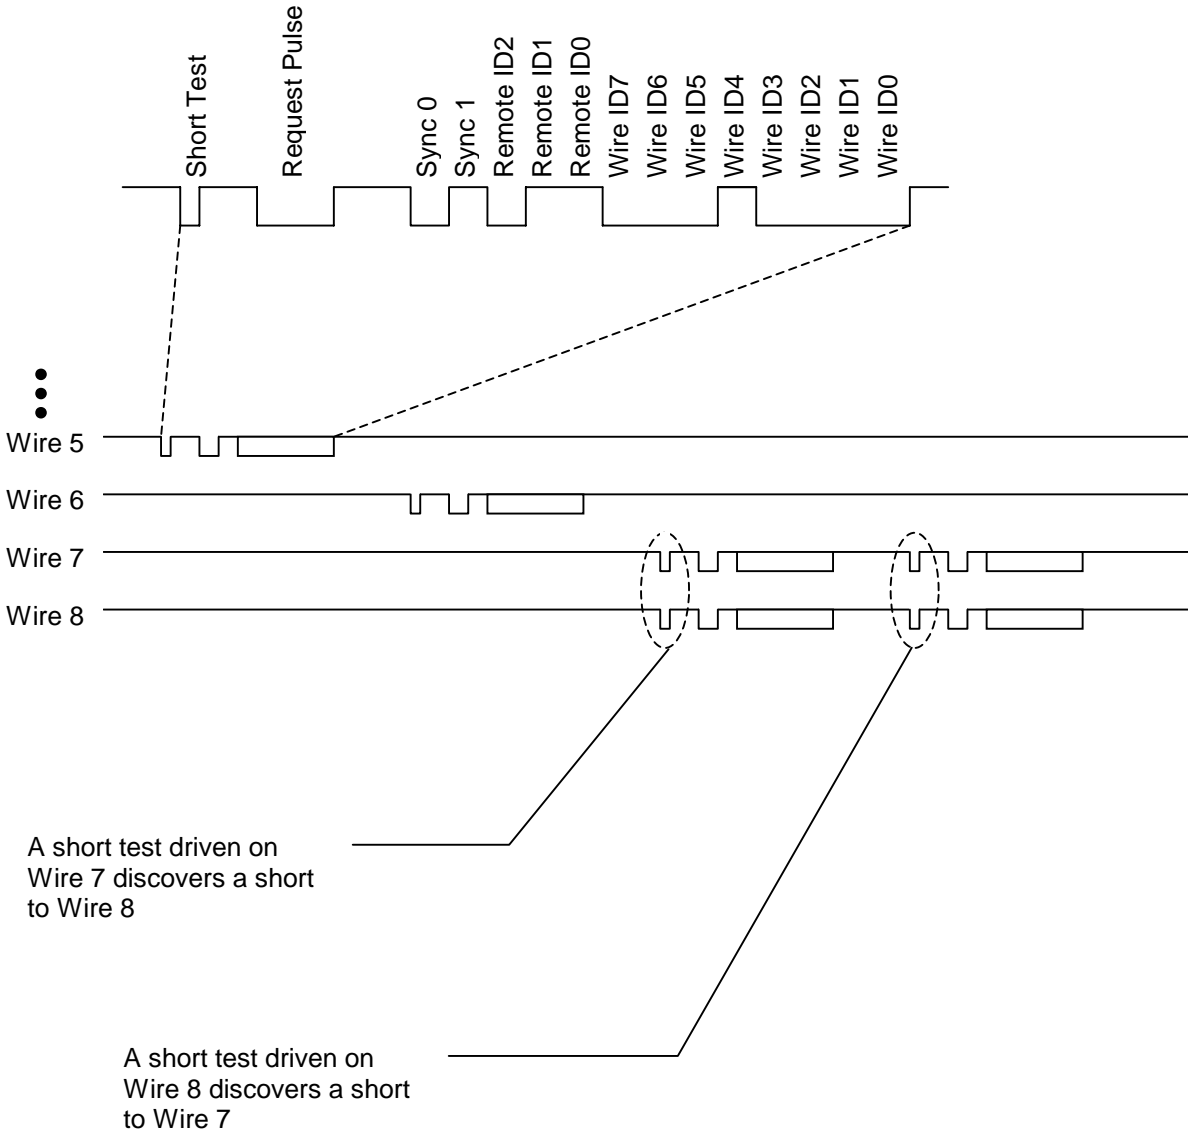 Short Test
Request Pulse
Sync 0
Sync 1
Remote ID2
Remote ID1
Remote ID0
Wire ID7
Wire ID6
Wire ID5
Wire ID4
Wire ID3
Wire ID2
Wire ID1
Wire ID0
Wire 5
Wire 6
Wire 7
Wire 8
A short test driven on
Wire 7 discovers a short
to Wire 8
A short test driven on
Wire 8 discovers a short
to Wire 7